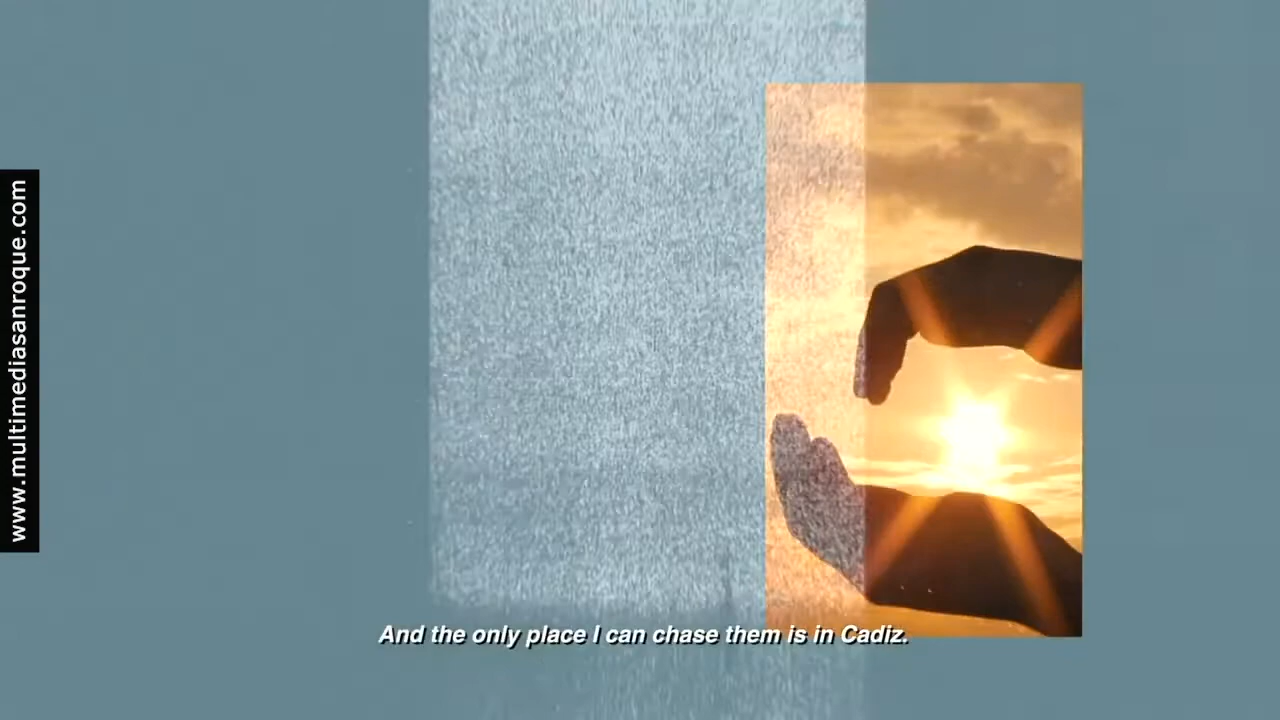 www.multimediasanroque.com
And the only place I can chase them is in Cadiz.